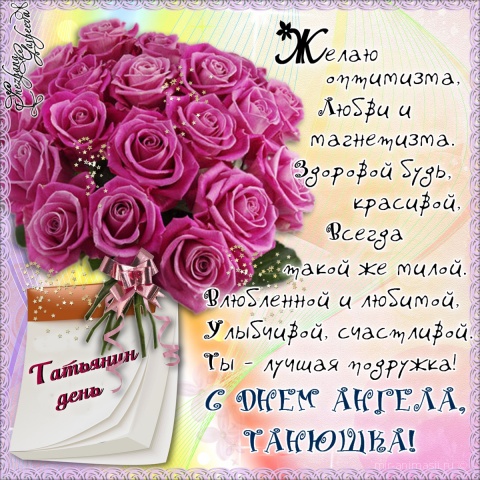 Желаю
оптимизма,
Любви и
магнетизма.
Здоровой будь,
красивой,
Всегда
такой же милой.
Влюбленной и любимой,
Улыбчивой, счастливой.
Ты - лучшая подружка!
С ДНЕМ АНГЕЛА,
ТАНЮШКА!
Татьянин
день